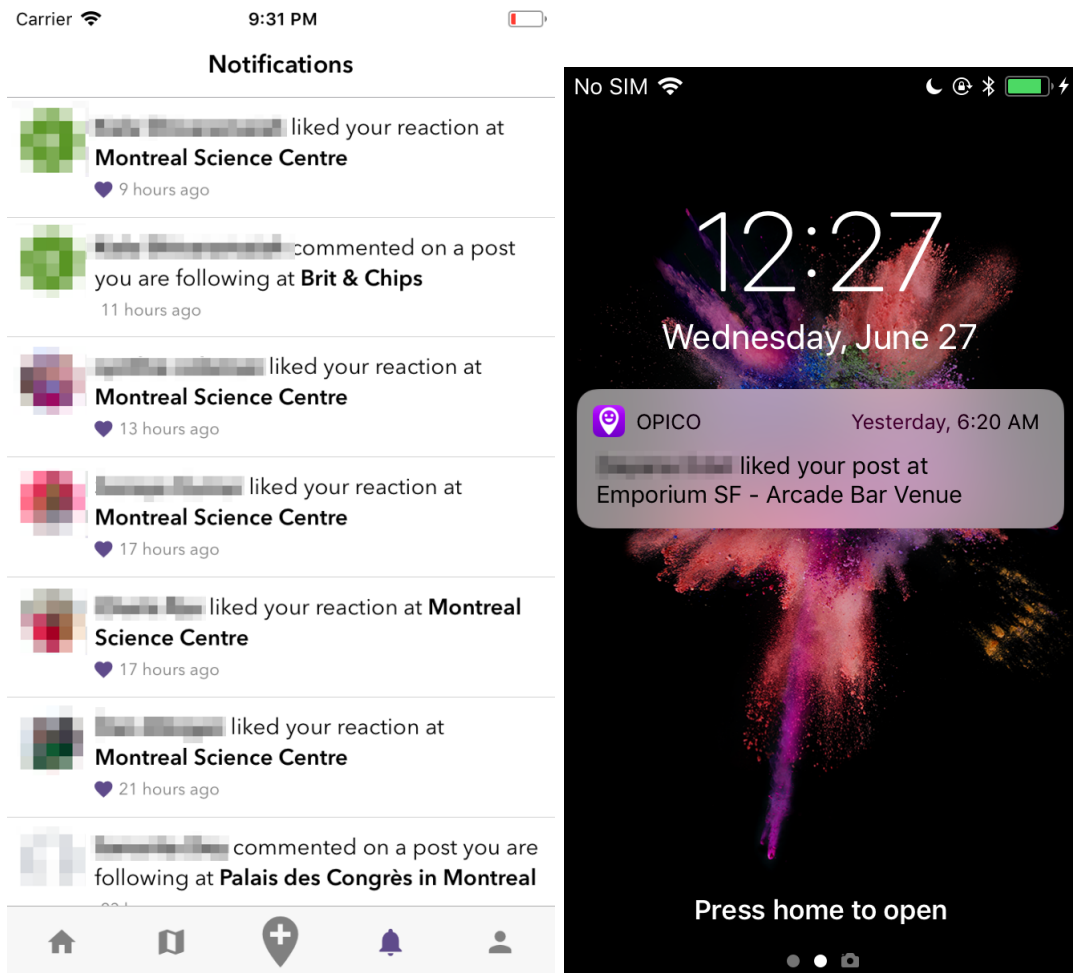 Carrier 9:31 PM
Notifications
liked your reaction at
Montreal Science Centre
9 hours ago
commented on a post
you are following at Brit & Chips
11 hours ago
liked your reaction at
Montreal Science Centre
13 hours ago
liked your reaction at
Montreal Science Centre
17 hours ago
liked your reaction at Montreal
Science Centre
17 hours ago
liked your reaction at
Montreal Science Centre
21 hours ago
commented on a post you are
following at Palais des Congrès in Montreal
No SIM
12:27
Wednesday, June 27
OPICO Yesterday, 6:20 AM
liked your post at
Emporium SF - Arcade Bar Venue
Press home to open